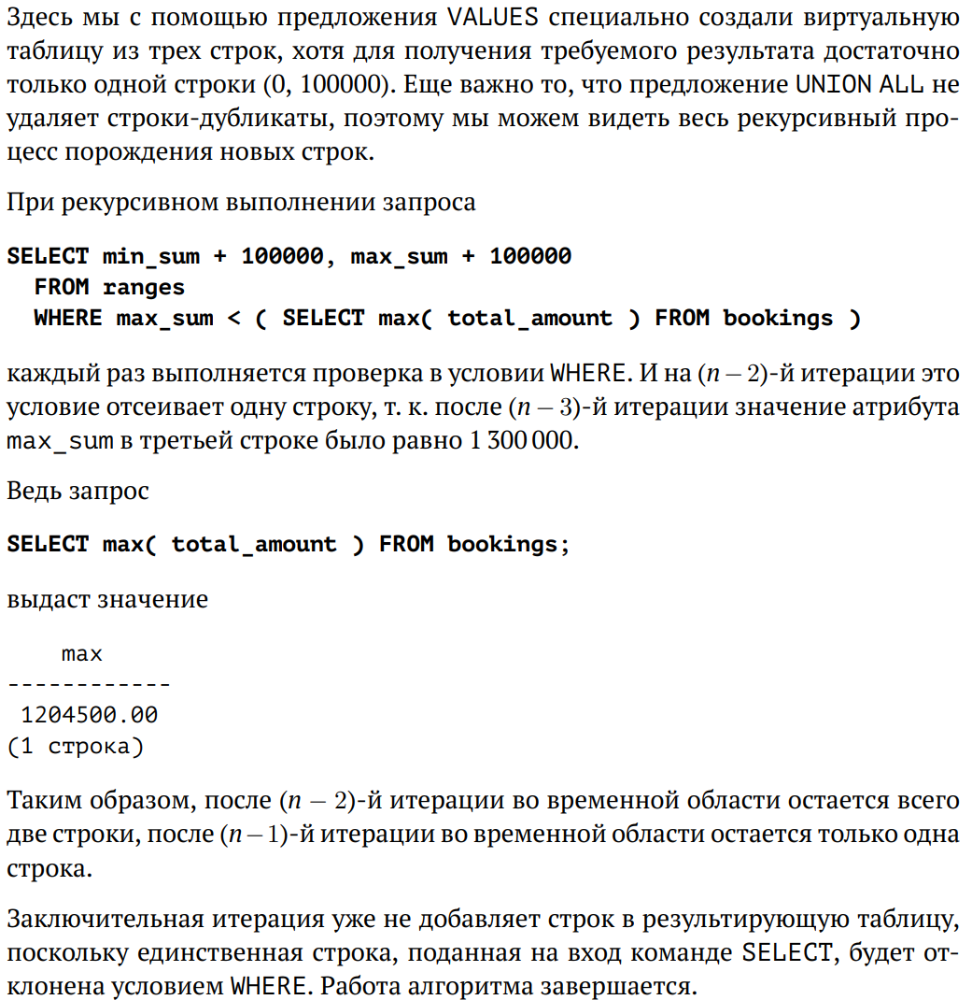 Здесь мы с помощью предложения VALUES специально создали виртуальную
таблицу из трех строк, хотя для получения требуемого результата достаточно
только одной строки (0, 100000). Еще важно то, что предложение UNION ALL не
удаляет строки-дубликаты, поэтому мы можем видеть весь рекурсивный про-
цесс порождения новых строк.
При рекурсивном выполнении запроса
SELECT min_sum + 100000, max_sum + 100000
  FROM ranges
  WHERE max_sum < ( SELECT max( total_amount ) FROM bookings )
каждый раз выполняется проверка в условии WHERE. И на (n − 2)-й итерации это
условие отсеивает одну строку, т. к. после (n − 3)-й итерации значение атрибута
max_sum в третьей строке было равно 1 300 000.
Ведь запрос
SELECT max( total_amount ) FROM bookings;
выдаст значение
    max
------------
 1204500.00
(1 строка)
Таким образом, после (n − 2)-й итерации во временной области остается всего
две строки, после (n − 1)-й итерации во временной области остается только одна
строка.
Заключительная итерация уже не добавляет строк в результирующую таблицу,
поскольку единственная строка, поданная на вход команде SELECT, будет от-
клонена условием WHERE. Работа алгоритма завершается.